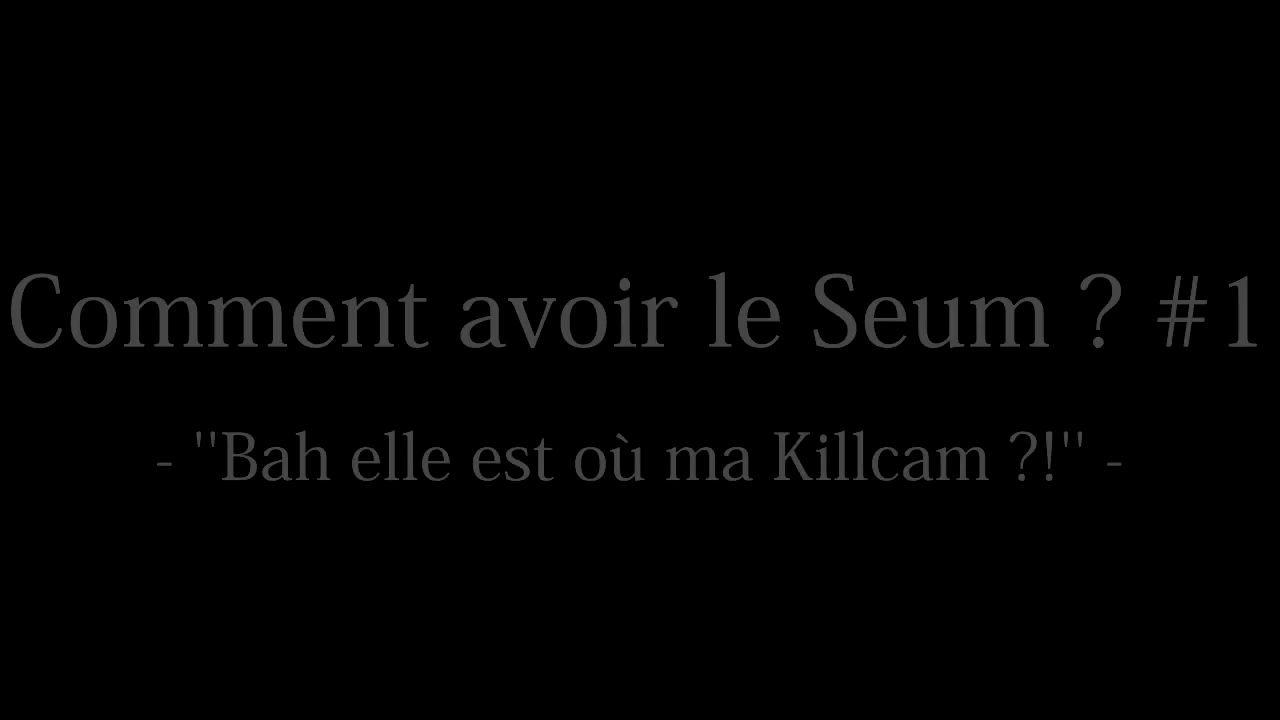 Comment avoir le Seum ? #1
- "Bah elle est où ma Killcam ?!" -